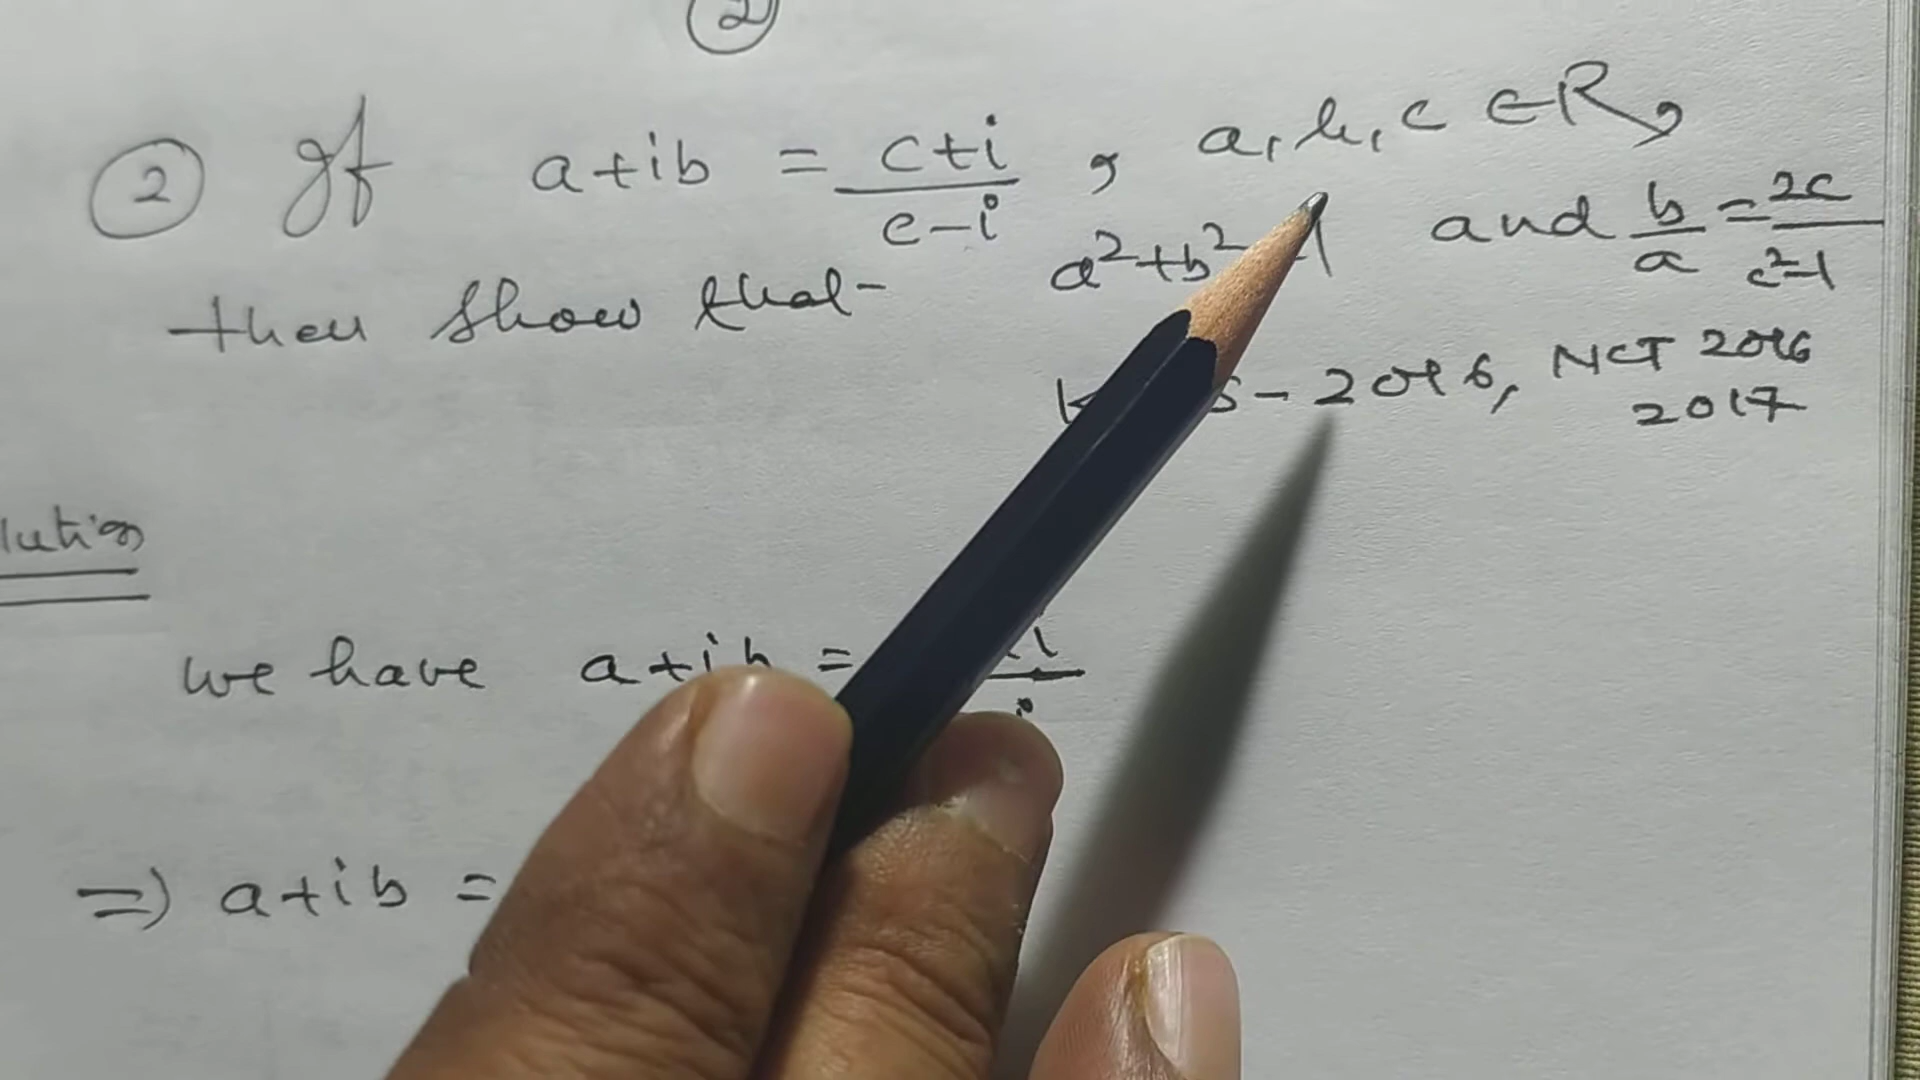 2
② If a+ib = c+i / c-i , a, b, c ∈ R,
then show that a²+b² = 1 and b/a = 2c / c²-1
S - 2016, NCT 2016
2017
lution
we have a+ib =
=) a+ib =